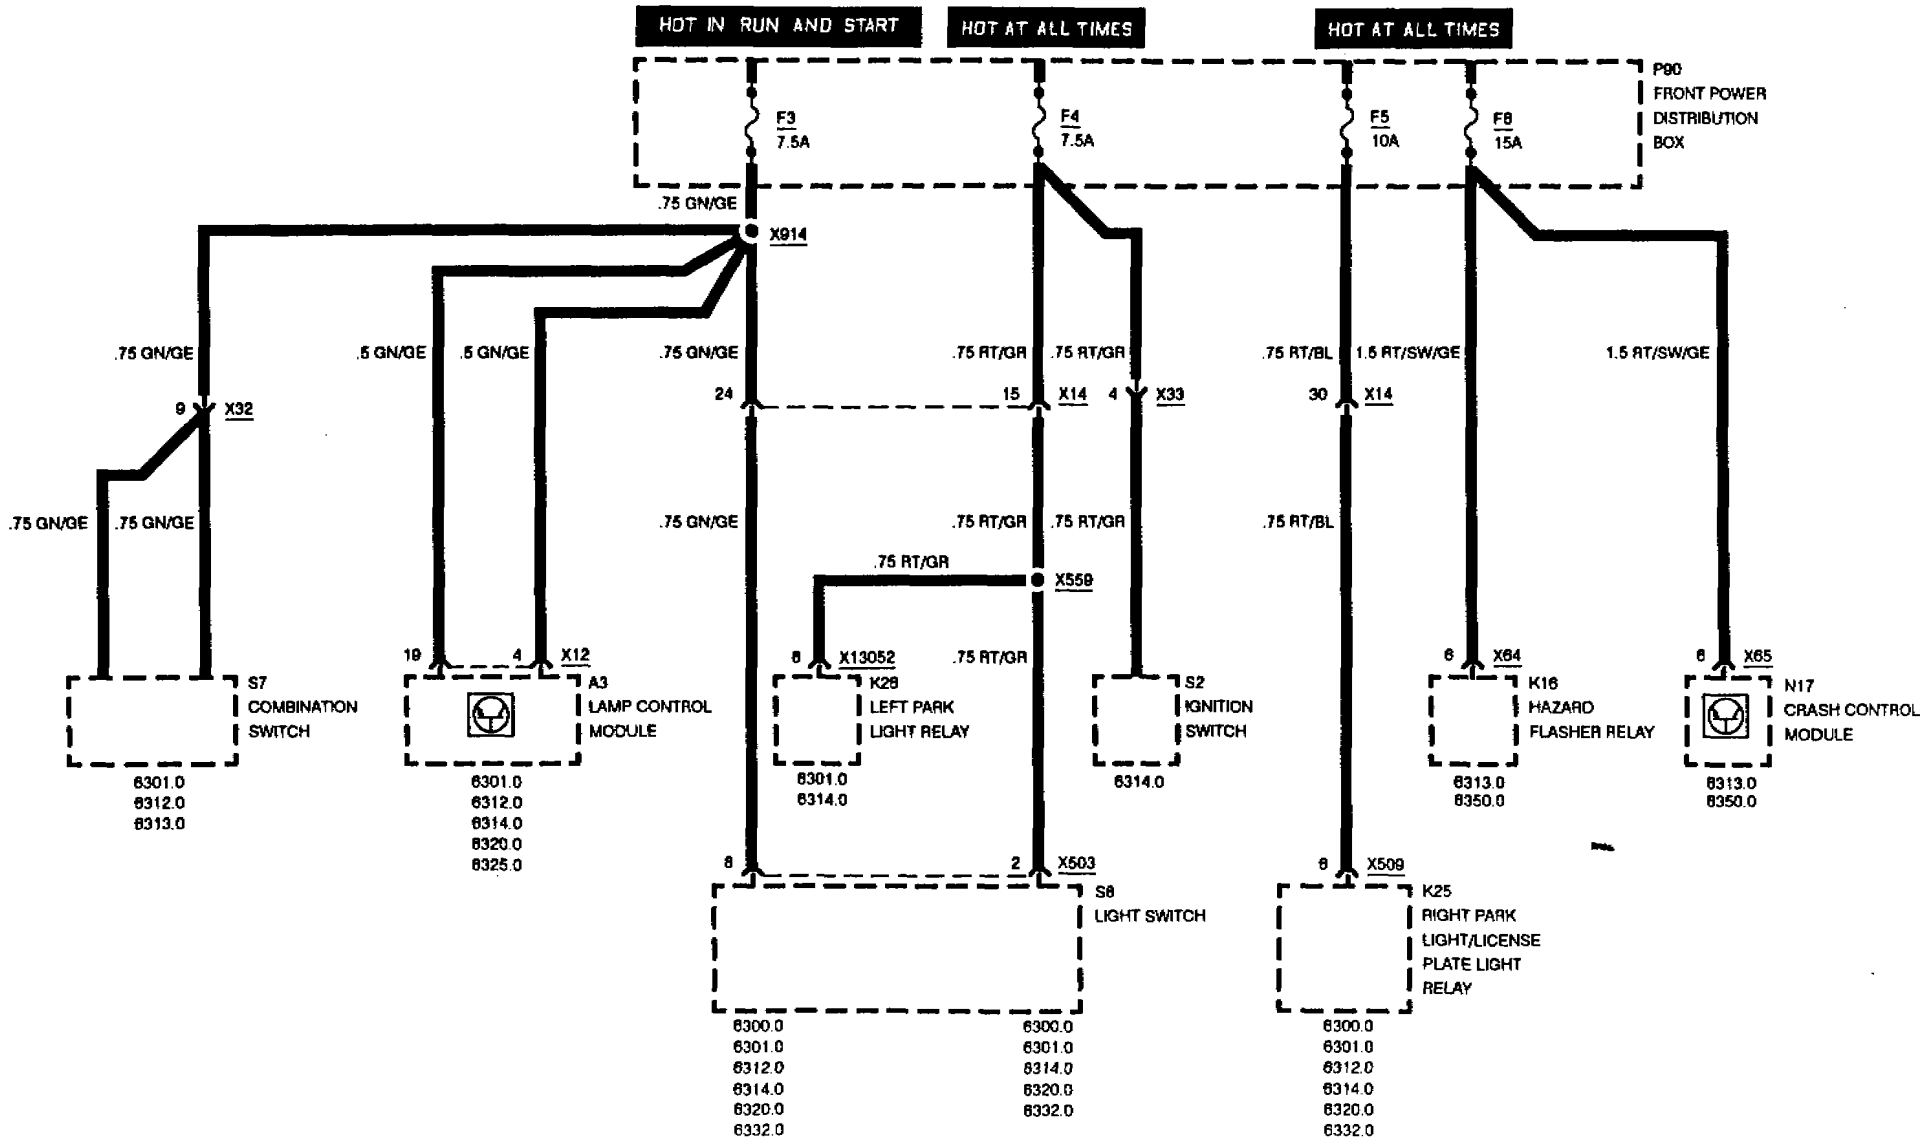 HOT IN RUN AND START
HOT AT ALL TIMES
HOT AT ALL TIMES
P90
FRONT POWER
DISTRIBUTION
BOX
F3
7.5A
F4
7.5A
F5
10A
15A
.75 GN/GE
X914
.75 GN/GE
.5 GN/GE
.5 GN/GE
.75 GN/GE
.75 RT/GR
.75 RT/GR
.75 RT/BL
1.5 RT/SW/GE
1.5 RT/SW/GE
9
X32
24
15
X14
4
X33
30
X14
.75 GN/GE
.75 GN/GE
.75 GN/GE
.75 RT/GR
.75 RT/GR
.75 RT/BL
.75 RT/GR
X559
19
4
X12
X13052
.75 RT/GR
6
X64
6
X65
S7
COMBINATION
SWITCH
A3
LAMP CONTROL
MODULE
LEFT PARK
LIGHT RELAY
S2
IGNITION
SWITCH
K16
HAZARD
FLASHER RELAY
N17
CRASH CONTROL
MODULE
6301.0
6312.0
6313.0
6301.0
6312.0
6314.0
6320.0
6325.0
6301.0
6314.0
6314.0
6313.0
6350.0
6313.0
6350.0
2
X503
6
X509
LIGHT SWITCH
K25
RIGHT PARK
LIGHT/LICENSE
PLATE LIGHT
RELAY
6300.0
6301.0
6312.0
6314.0
6320.0
6332.0
6300.0
6301.0
6314.0
6320.0
6332.0
6300.0
6301.0
6312.0
6314.0
6320.0
6332.0